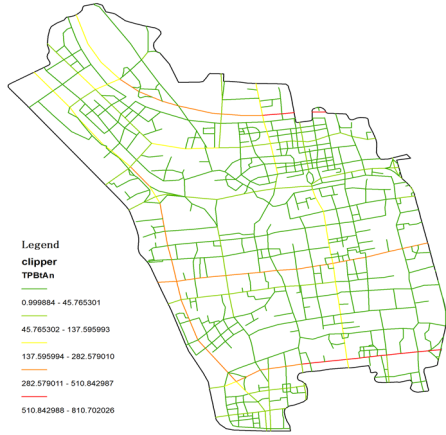 Legend
clipper
TPBtAn
0.999884 - 45.765301
45.765302 - 137.595993
137.595994 - 282.579010
282.579011 - 510.842987
510.842988 - 810.702026